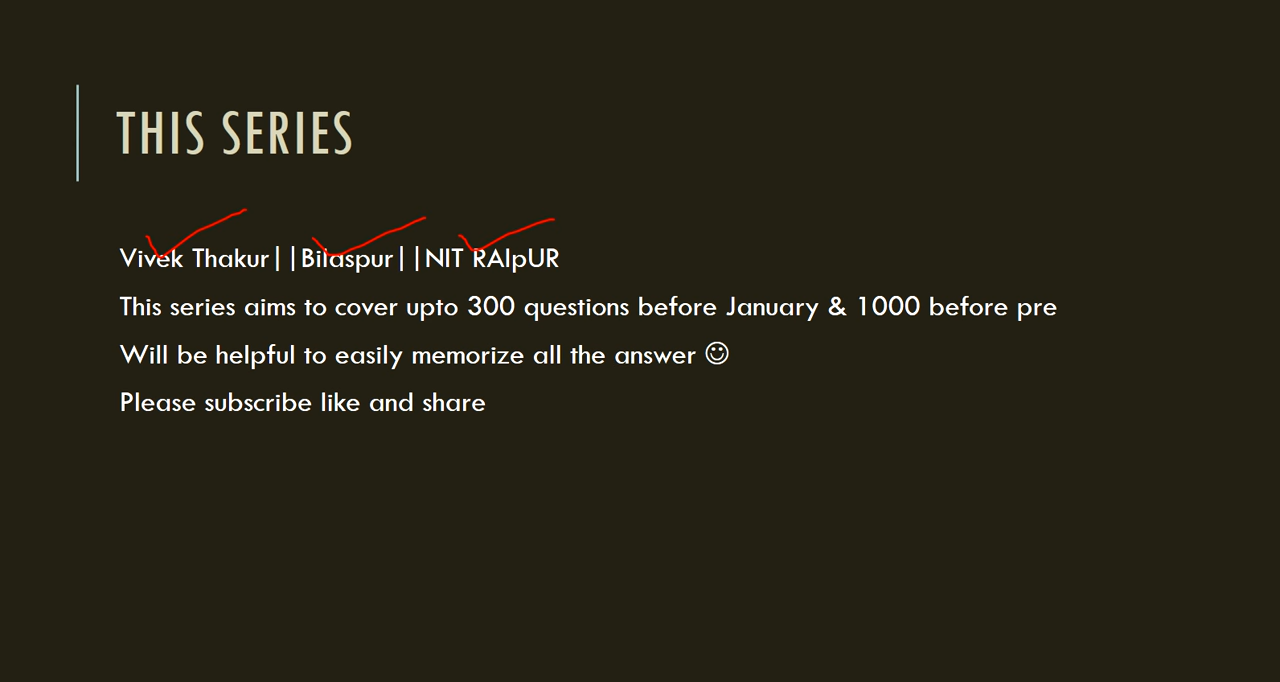 THIS SERIES
Vivek Thakur||Bilaspur||NIT RAIpUR
This series aims to cover upto 300 questions before January & 1000 before pre
Will be helpful to easily memorize all the answer ☺
Please subscribe like and share